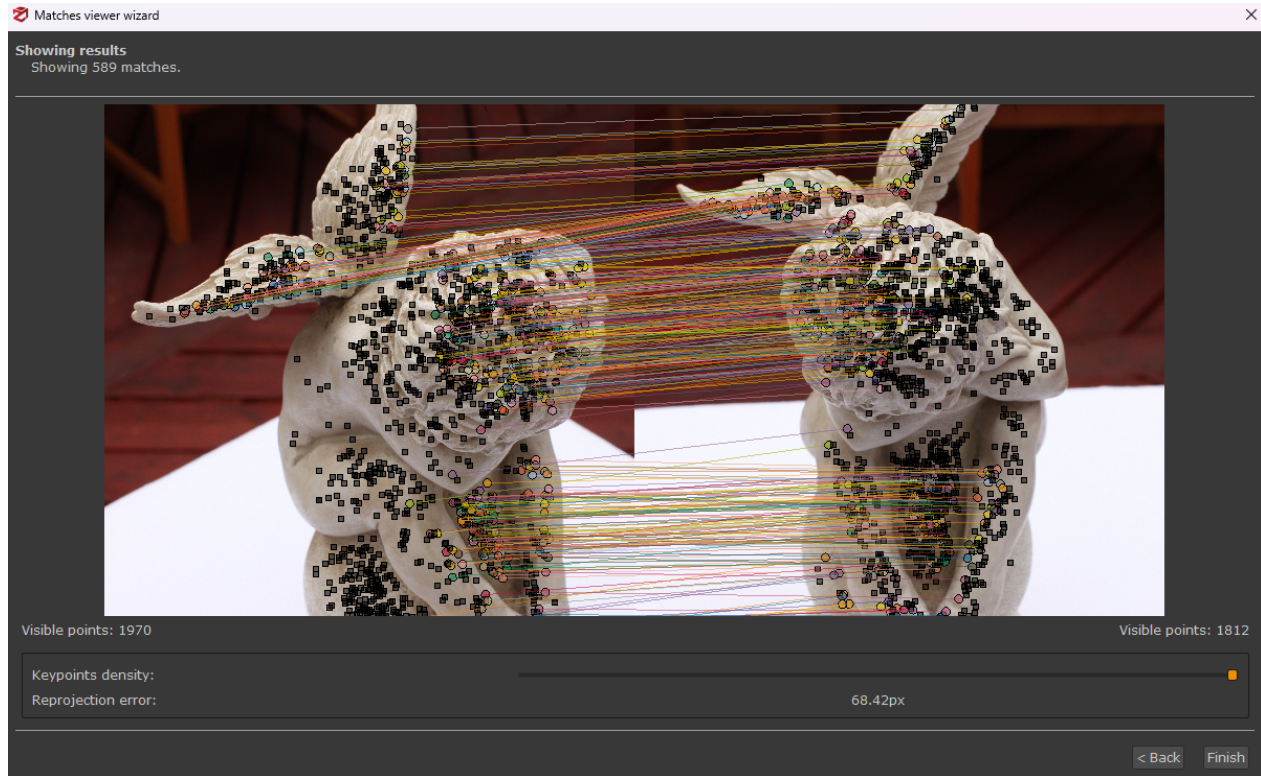 Matches viewer wizard
Showing results
Showing 589 matches.
Visible points: 1970
Visible points: 1812
Keypoints density:
Reprojection error:
68.42px
< Back
Finish